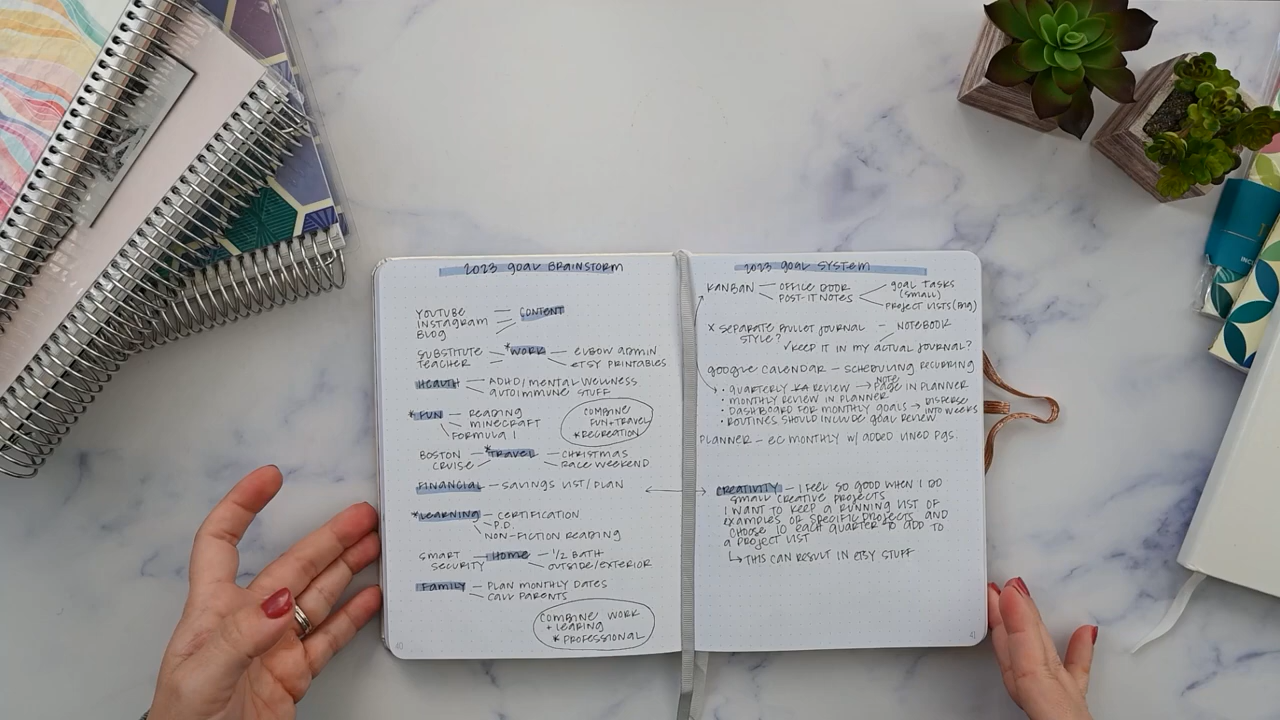 2023 GOAL BRAINSTORM
YOUTUBE
INSTAGRAM
BLOG
CONTENT
SUBSTITUTE
TEACHER
*WORK
ELBOW ADMIN
ETSY PRINTABLES
HEALTH
ADHD/MENTAL WELLNESS
AUTOIMMUNE STUFF
*FUN
READING
MINECRAFT
FORMULA 1
COMBINE
FUN+TRAVEL
*RECREATION
BOSTON
CRUISE
*TRAVEL
CHRISTMAS
RACE WEEKEND
FINANCIAL
SAVINGS LIST/PLAN
*LEARNING
CERTIFICATION
P.D.
NON-FICTION READING
SMART
SECURITY
HOME
1/2 BATH
OUTSIDE/EXTERIOR
FAMILY
PLAN MONTHLY DATES
CALL PARENTS
COMBINE WORK
+ LEARING
* PROFESSIONAL
40
2023 GOAL SYSTEM
KANBAN
OFFICE DOOR
POST-IT NOTES
GOAL TASKS
(SMALL)
PROJECT LISTS (BIG)
X SEPARATE BULLET JOURNAL — NOTEBOOK
STYLE?
✓KEEP IT IN MY ACTUAL JOURNAL?
GOOGLE CALENDAR — SCHEDULING RECURRING
• QUARTERLY REVIEW → NOTE PAGE IN PLANNER
• MONTHLY REVIEW IN PLANNER
• DASHBOARD FOR MONTHLY GOALS → DISPERSE INTO WEEKS
• ROUTINES SHOULD INCLUDE GOAL REVIEW
PLANNER — EC MONTHLY W/ ADDED LINED PGS.
CREATIVITY — I FEEL SO GOOD WHEN I DO
SMALL CREATIVE PROJECTS
I WANT TO KEEP A RUNNING LIST OF
EXAMPLES OR SPECIFIC PROJECTS AND
CHOOSE 10 EACH QUARTER TO ADD TO
A PROJECT LIST
↳ THIS CAN RESULT IN ETSY STUFF
41